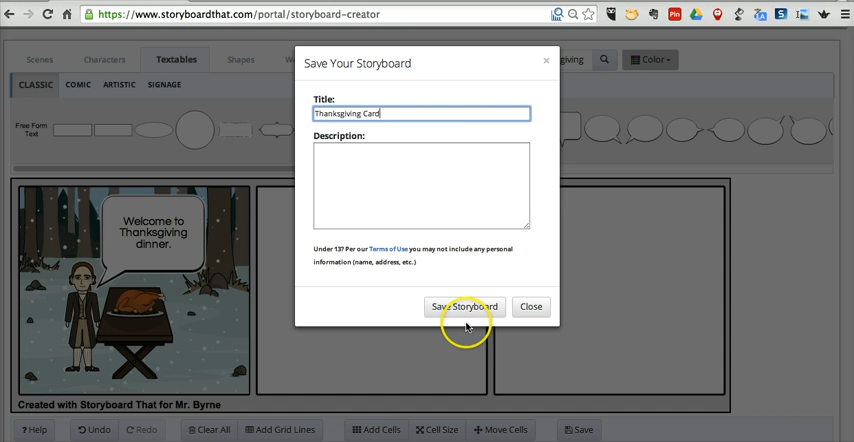 https://www.storyboardthat.com/portal/storyboard-creator
Scenes Characters Textables Shapes
Color
CLASSIC COMIC ARTISTIC SIGNAGE
Free Form
Text
Save Your Storyboard
×
Title:
Thanksgiving Card
Description:
Under 13? Per our Terms of Use you may not include any personal
information (name, address, etc.)
Save Storyboard Close
Welcome to
Thanksgiving
dinner.
Created with Storyboard That for Mr. Byrne
Help Undo Redo Clear All Add Grid Lines Add Cells Cell Size Move Cells Save